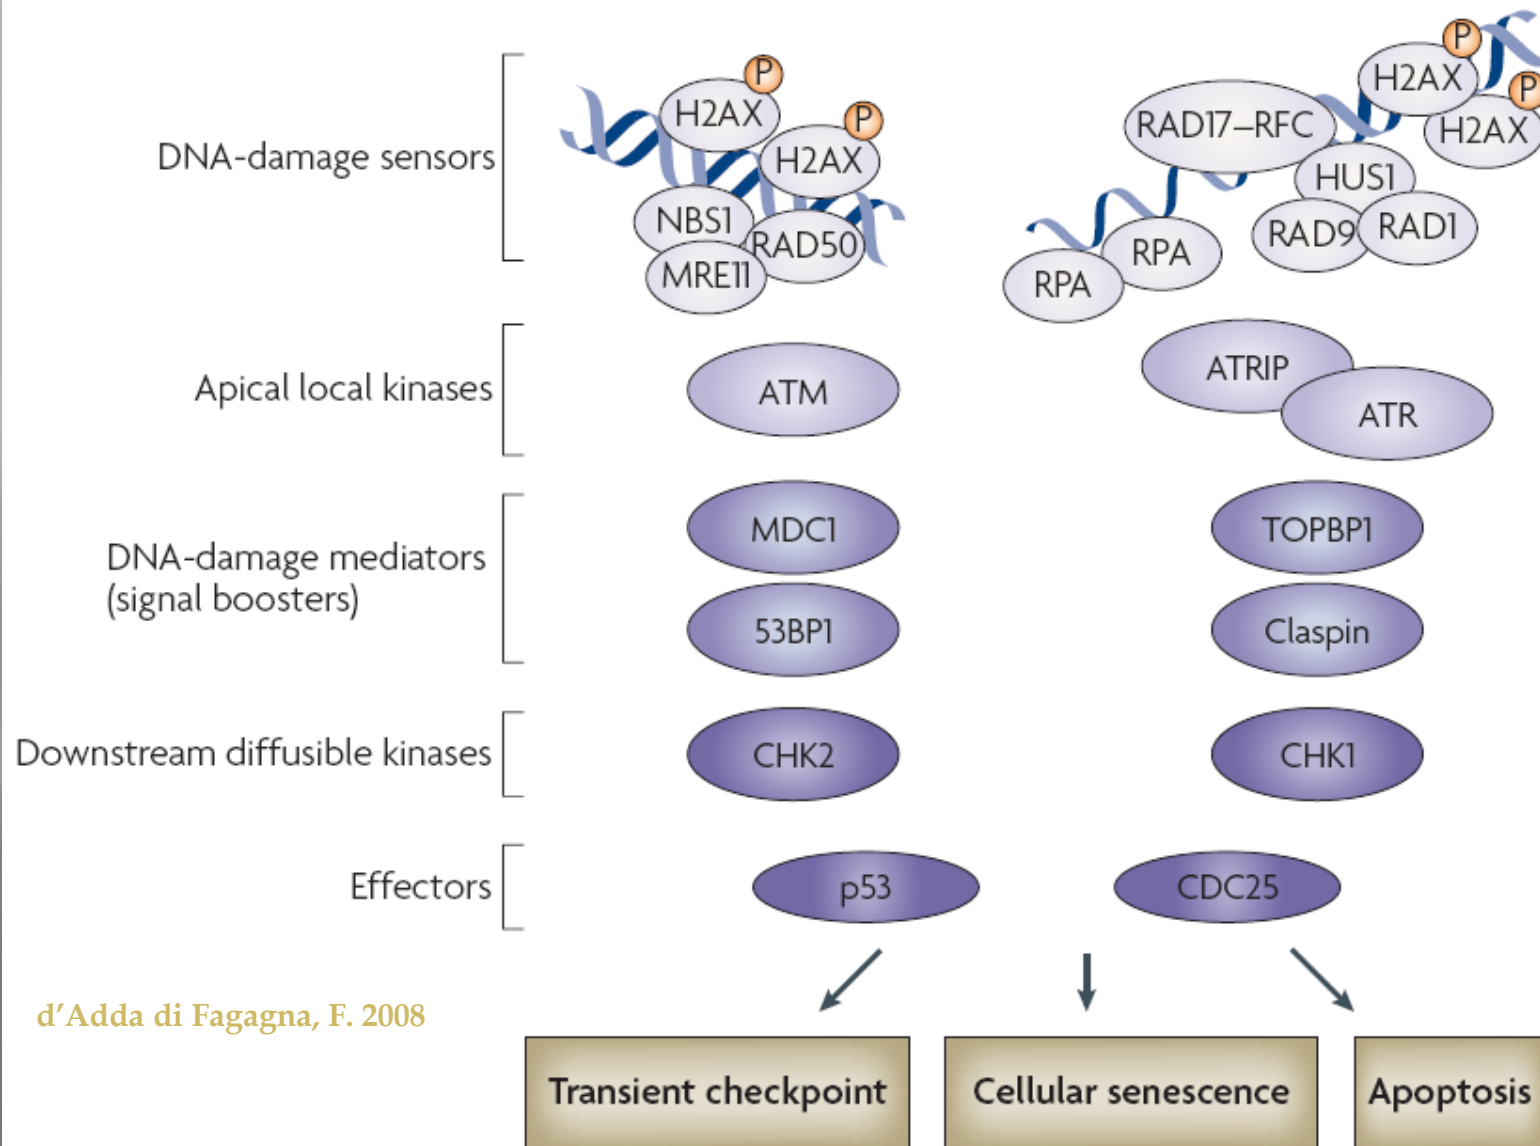 P
H2AX
P
H2AX
NBS1
RAD50
MRE11
P
H2AX
P
H2AX
RAD17–RFC
HUS1
RAD9
RAD1
RPA
RPA
DNA-damage sensors
Apical local kinases
ATM
ATRIP
ATR
DNA-damage mediators
(signal boosters)
MDC1
TOPBP1
53BP1
Claspin
Downstream diffusible kinases
CHK2
CHK1
Effectors
p53
CDC25
d’Adda di Fagagna, F. 2008
Transient checkpoint
Cellular senescence
Apoptosis